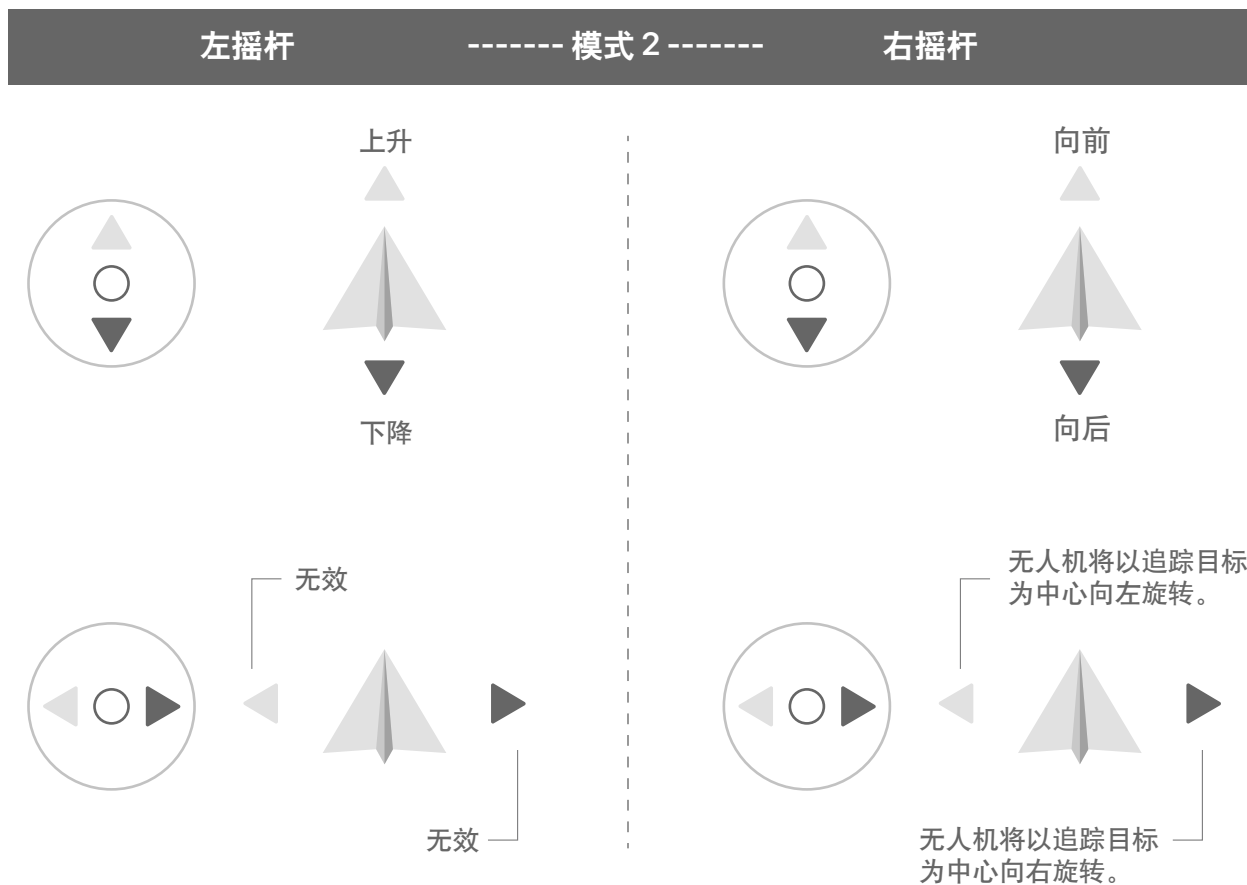 左摇杆 ------- 模式 2 ------- 右摇杆
上升
下降
向前
向后
无效
无效
无人机将以追踪目标
为中心向左旋转。
无人机将以追踪目标
为中心向右旋转。